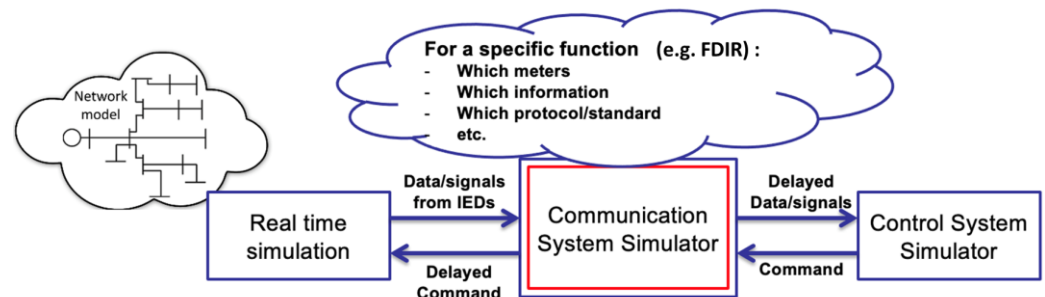 For a specific function (e.g. FDIR) :
- Which meters
- Which information
- Which protocol/standard
- etc.
Network
model
Real time
simulation
Data/signals
from IEDs
Delayed
Command
Communication
System Simulator
Delayed
Data/signals
Command
Control System
Simulator